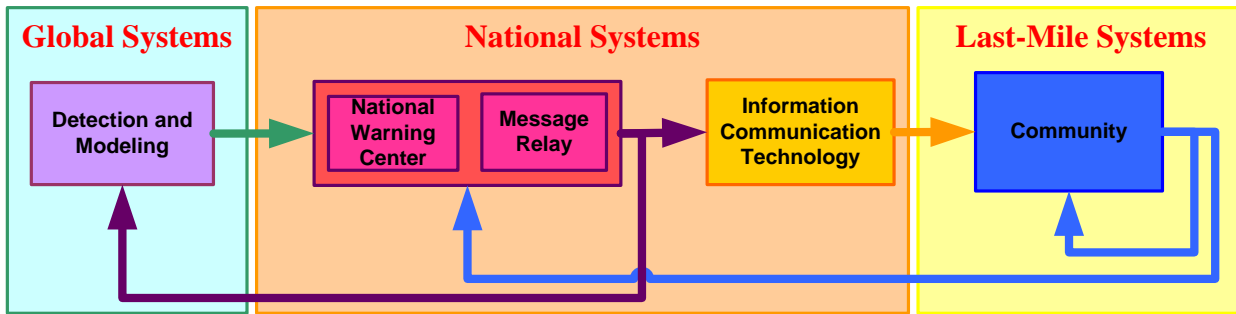 Global Systems
National Systems
Last-Mile Systems
Detection and
Modeling
National
Warning
Center
Message
Relay
Information
Communication
Technology
Community